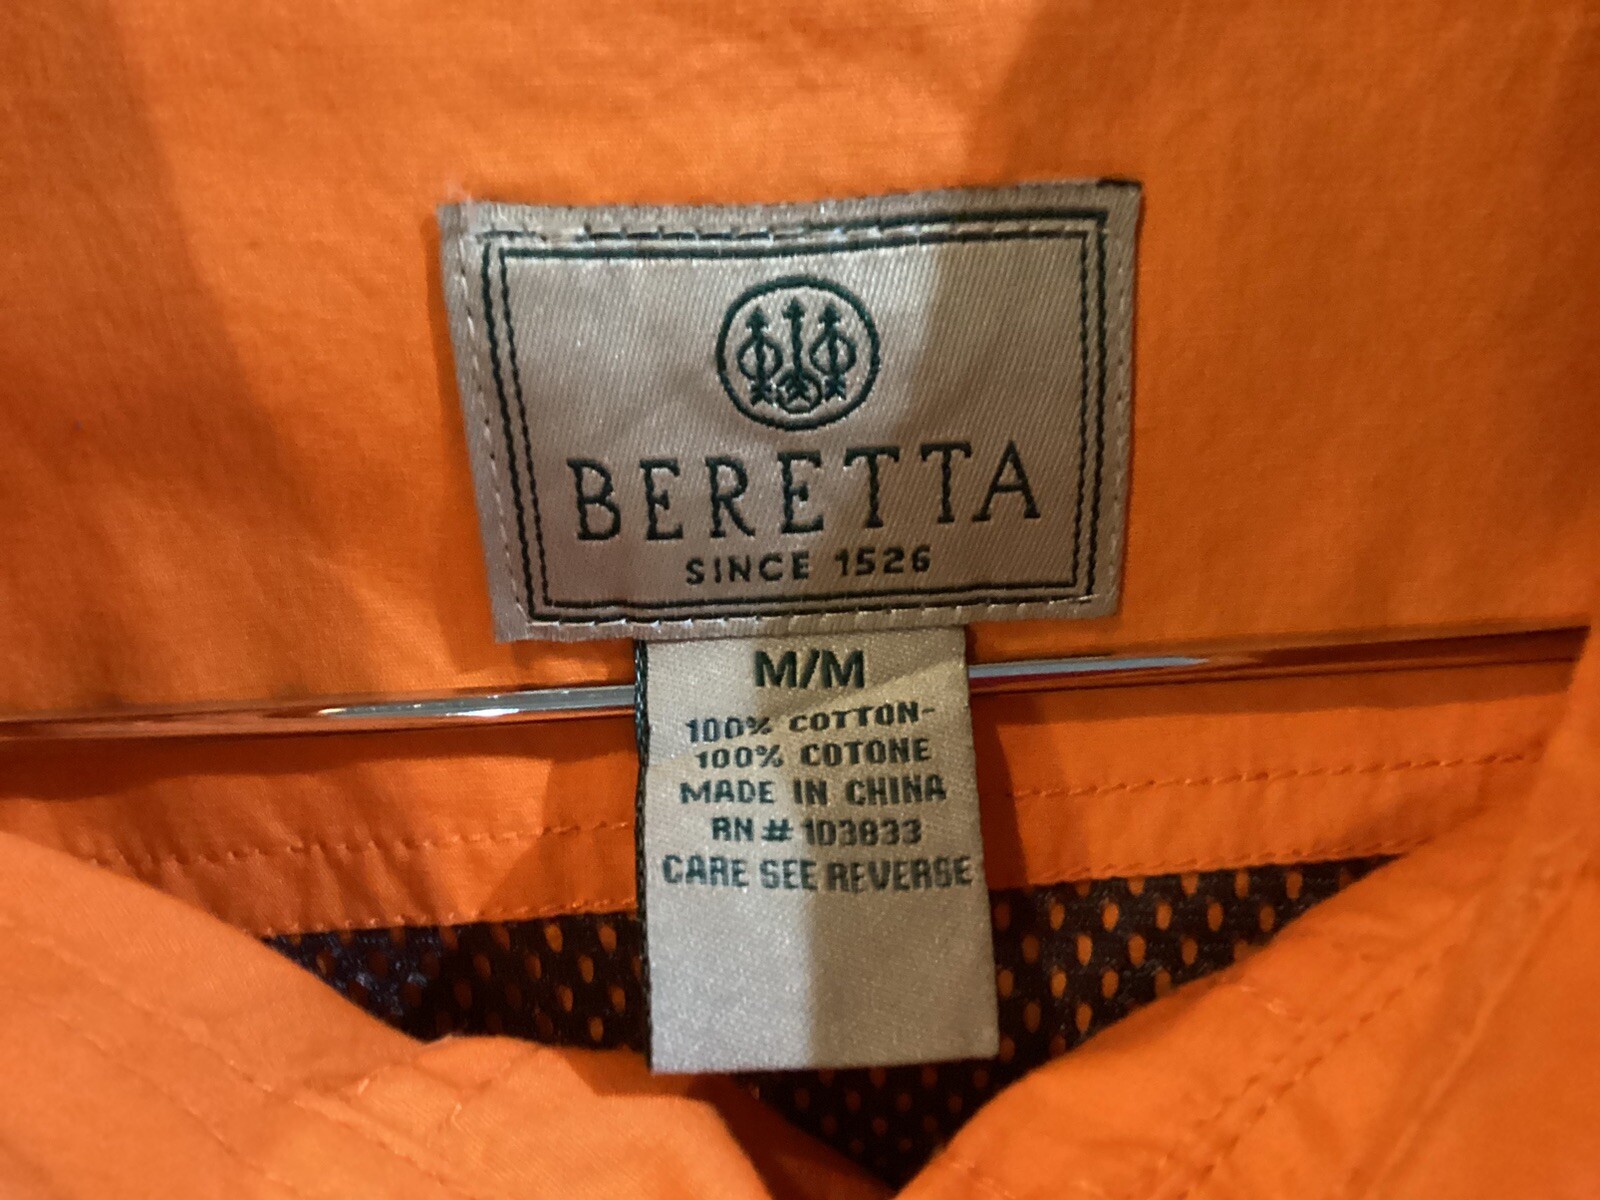 BERETTA
SINCE 1526
M/M
100% COTTON-
100% COTONE
MADE IN CHINA
RN # 103833
CARE SEE REVERSE